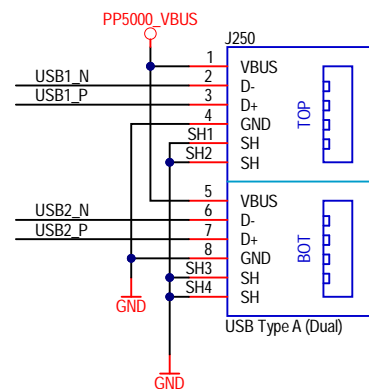 PP5000_VBUS
J250
1 VBUS
USB1_N 2 D-
USB1_P 3 D+
4 GND
SH1 SH
SH2 SH
TOP
5 VBUS
USB2_N 6 D-
USB2_P 7 D+
8 GND
SH3 SH
SH4 SH
BOT
GND
USB Type A (Dual)
GND